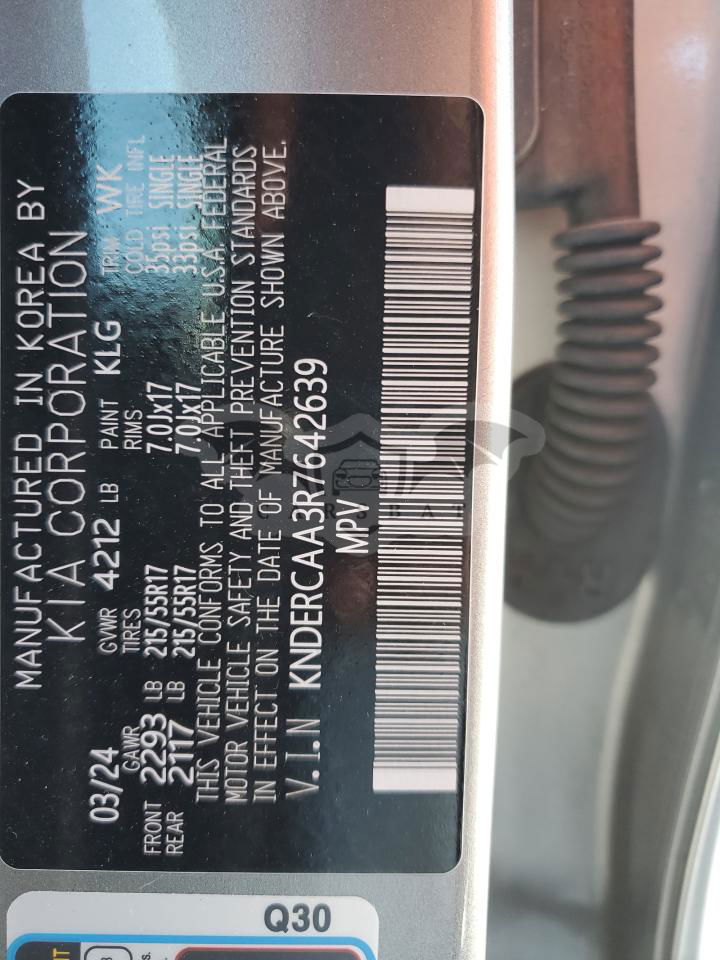 MANUFACTURED IN KOREA BY
KIA CORPORATION
03/24 GVWR 4212 LB PAINT KLG TRIM WK
GAWR TIRES RIMS COLD TIRE INFL
FRONT 2293 LB 215/55R17 7.0Jx17 35psi SINGLE
REAR 2117 LB 215/55R17 7.0Jx17 33psi SINGLE
THIS VEHICLE CONFORMS TO ALL APPLICABLE U.S.A. FEDERAL
MOTOR VEHICLE SAFETY AND THEFT PREVENTION STANDARDS
IN EFFECT ON THE DATE OF MANUFACTURE SHOWN ABOVE.
V.I.N KNDERCAA3R7642639
MPV
Q30